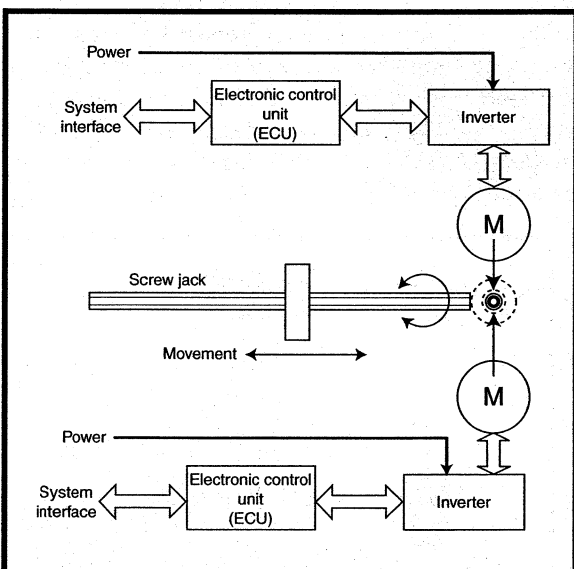 Power
System
interface
Electronic control
unit
(ECU)
Inverter
M
Screw jack
Movement
M
Power
System
interface
Electronic control
unit
(ECU)
Inverter